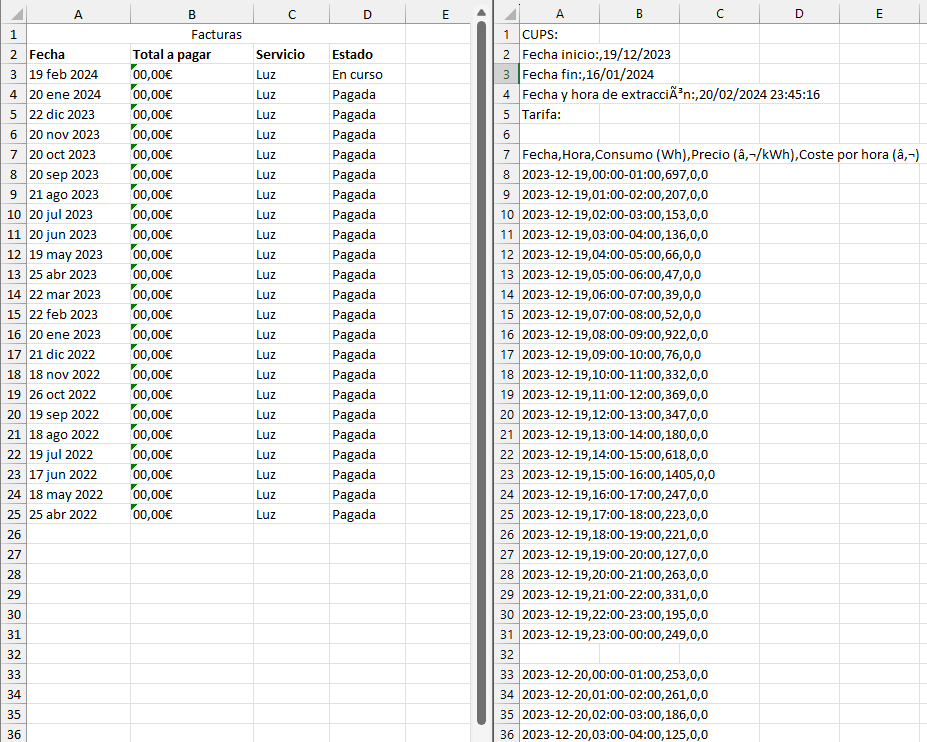 A B C D E
1 Facturas
2 Fecha Total a pagar Servicio Estado
3 19 feb 2024 00,00€ Luz En curso
4 20 ene 2024 00,00€ Luz Pagada
5 22 dic 2023 00,00€ Luz Pagada
6 20 nov 2023 00,00€ Luz Pagada
7 20 oct 2023 00,00€ Luz Pagada
8 20 sep 2023 00,00€ Luz Pagada
9 21 ago 2023 00,00€ Luz Pagada
10 20 jul 2023 00,00€ Luz Pagada
11 20 jun 2023 00,00€ Luz Pagada
12 19 may 2023 00,00€ Luz Pagada
13 25 abr 2023 00,00€ Luz Pagada
14 22 mar 2023 00,00€ Luz Pagada
15 22 feb 2023 00,00€ Luz Pagada
16 20 ene 2023 00,00€ Luz Pagada
17 21 dic 2022 00,00€ Luz Pagada
18 18 nov 2022 00,00€ Luz Pagada
19 26 oct 2022 00,00€ Luz Pagada
20 19 sep 2022 00,00€ Luz Pagada
21 18 ago 2022 00,00€ Luz Pagada
22 19 jul 2022 00,00€ Luz Pagada
23 17 jun 2022 00,00€ Luz Pagada
24 18 may 2022 00,00€ Luz Pagada
25 25 abr 2022 00,00€ Luz Pagada
26
27
28
29
30
31
32
33
34
35
36
A B C D E
1 CUPS:
2 Fecha inicio:,19/12/2023
3 Fecha fin:,16/01/2024
4 Fecha y hora de extracciÃ³n:,20/02/2024 23:45:16
5 Tarifa:
6
7 Fecha,Hora,Consumo (Wh),Precio (â‚¬/kWh),Coste por hora (â‚¬)
8 2023-12-19,00:00-01:00,697,0,0
9 2023-12-19,01:00-02:00,207,0,0
10 2023-12-19,02:00-03:00,153,0,0
11 2023-12-19,03:00-04:00,136,0,0
12 2023-12-19,04:00-05:00,66,0,0
13 2023-12-19,05:00-06:00,47,0,0
14 2023-12-19,06:00-07:00,39,0,0
15 2023-12-19,07:00-08:00,52,0,0
16 2023-12-19,08:00-09:00,922,0,0
17 2023-12-19,09:00-10:00,76,0,0
18 2023-12-19,10:00-11:00,332,0,0
19 2023-12-19,11:00-12:00,369,0,0
20 2023-12-19,12:00-13:00,347,0,0
21 2023-12-19,13:00-14:00,180,0,0
22 2023-12-19,14:00-15:00,618,0,0
23 2023-12-19,15:00-16:00,1405,0,0
24 2023-12-19,16:00-17:00,247,0,0
25 2023-12-19,17:00-18:00,223,0,0
26 2023-12-19,18:00-19:00,221,0,0
27 2023-12-19,19:00-20:00,127,0,0
28 2023-12-19,20:00-21:00,263,0,0
29 2023-12-19,21:00-22:00,331,0,0
30 2023-12-19,22:00-23:00,195,0,0
31 2023-12-19,23:00-00:00,249,0,0
32
33 2023-12-20,00:00-01:00,253,0,0
34 2023-12-20,01:00-02:00,261,0,0
35 2023-12-20,02:00-03:00,186,0,0
36 2023-12-20,03:00-04:00,125,0,0